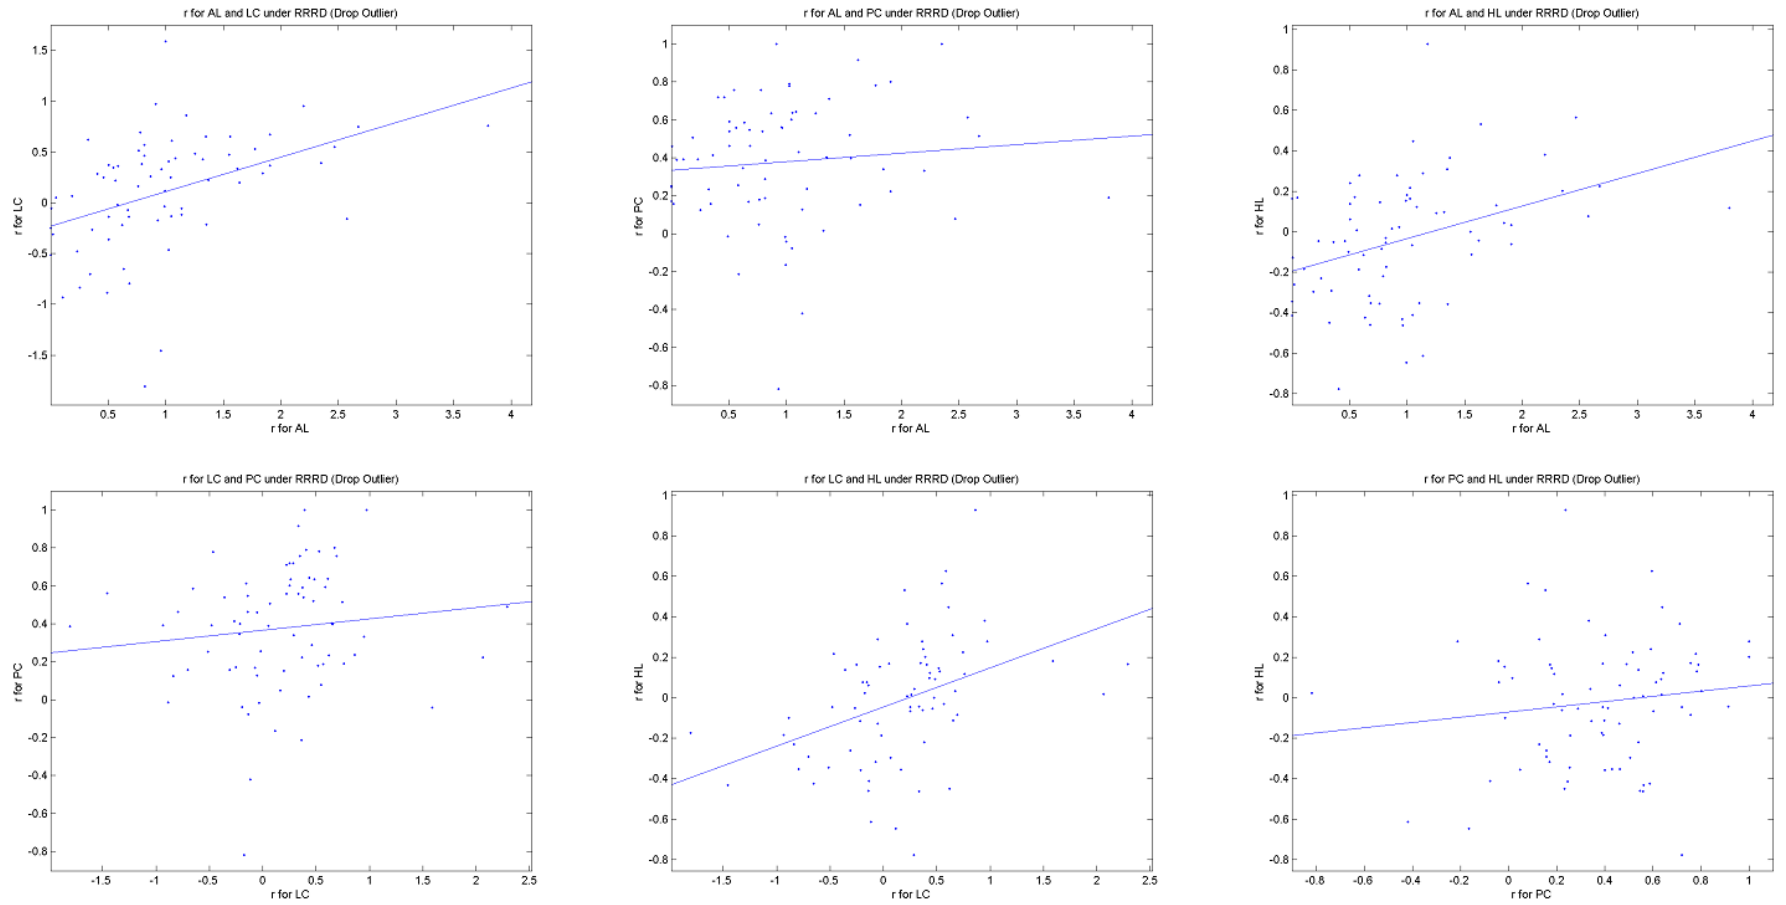 r for AL and LC under RRRD (Drop Outlier)
1.5
1
0.5
0
-0.5
-1
-1.5
r for LC
0.5 1 1.5 2 2.5 3 3.5 4
r for AL
r for AL and PC under RRRD (Drop Outlier)
1
0.8
0.6
0.4
0.2
0
-0.2
-0.4
-0.6
-0.8
r for PC
0.5 1 1.5 2 2.5 3 3.5 4
r for AL
r for AL and HL under RRRD (Drop Outlier)
1
0.8
0.6
0.4
0.2
0
-0.2
-0.4
-0.6
-0.8
r for HL
0.5 1 1.5 2 2.5 3 3.5 4
r for AL
r for LC and PC under RRRD (Drop Outlier)
1
0.8
0.6
0.4
0.2
0
-0.2
-0.4
-0.6
-0.8
r for PC
-1.5 -1 -0.5 0 0.5 1 1.5 2 2.5
r for LC
r for LC and HL under RRRD (Drop Outlier)
1
0.8
0.6
0.4
0.2
0
-0.2
-0.4
-0.6
-0.8
r for HL
-1.5 -1 -0.5 0 0.5 1 1.5 2 2.5
r for LC
r for PC and HL under RRRD (Drop Outlier)
1
0.8
0.6
0.4
0.2
0
-0.2
-0.4
-0.6
-0.8
r for HL
-0.8 -0.6 -0.4 -0.2 0 0.2 0.4 0.6 0.8 1
r for PC